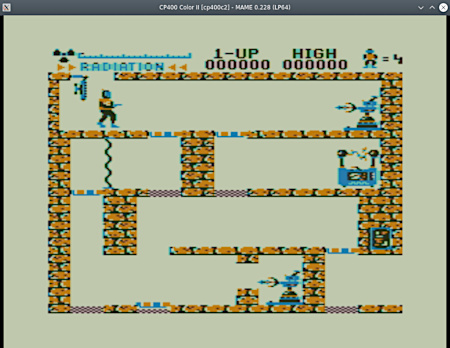 CP400 Color II [cp400c2] - MAME 0.228 (LP64)
1-UP HIGH
000000 000000 = 4
RADIATION